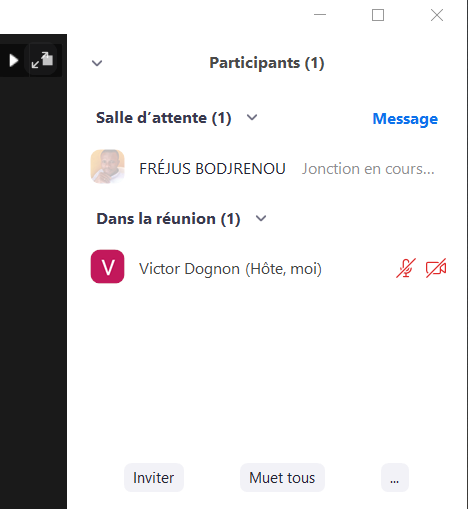 Participants (1)
Salle d’attente (1) Message
FRÉJUS BODJRENOU Jonction en cours...
Dans la réunion (1)
V Victor Dognon (Hôte, moi)
Inviter Muet tous ...